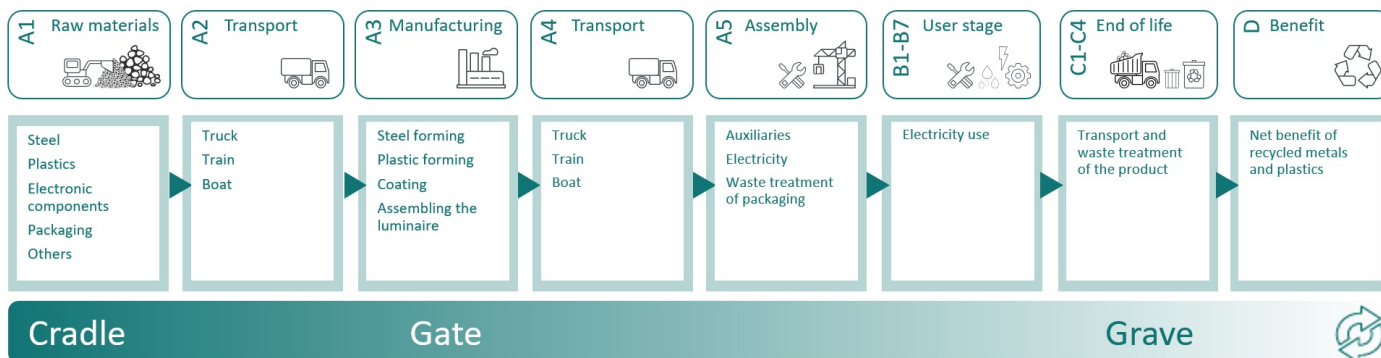 A1 Raw materials
A2 Transport
A3 Manufacturing
A4 Transport
A5 Assembly
B1-B7 User stage
C1-C4 End of life
D Benefit
Steel
Plastics
Electronic
components
Packaging
Others
Truck
Train
Boat
Steel forming
Plastic forming
Coating
Assembling the
luminaire
Truck
Train
Boat
Auxiliaries
Electricity
Waste treatment
of packaging
Electricity use
Transport and
waste treatment
of the product
Net benefit of
recycled metals
and plastics
Cradle
Gate
Grave